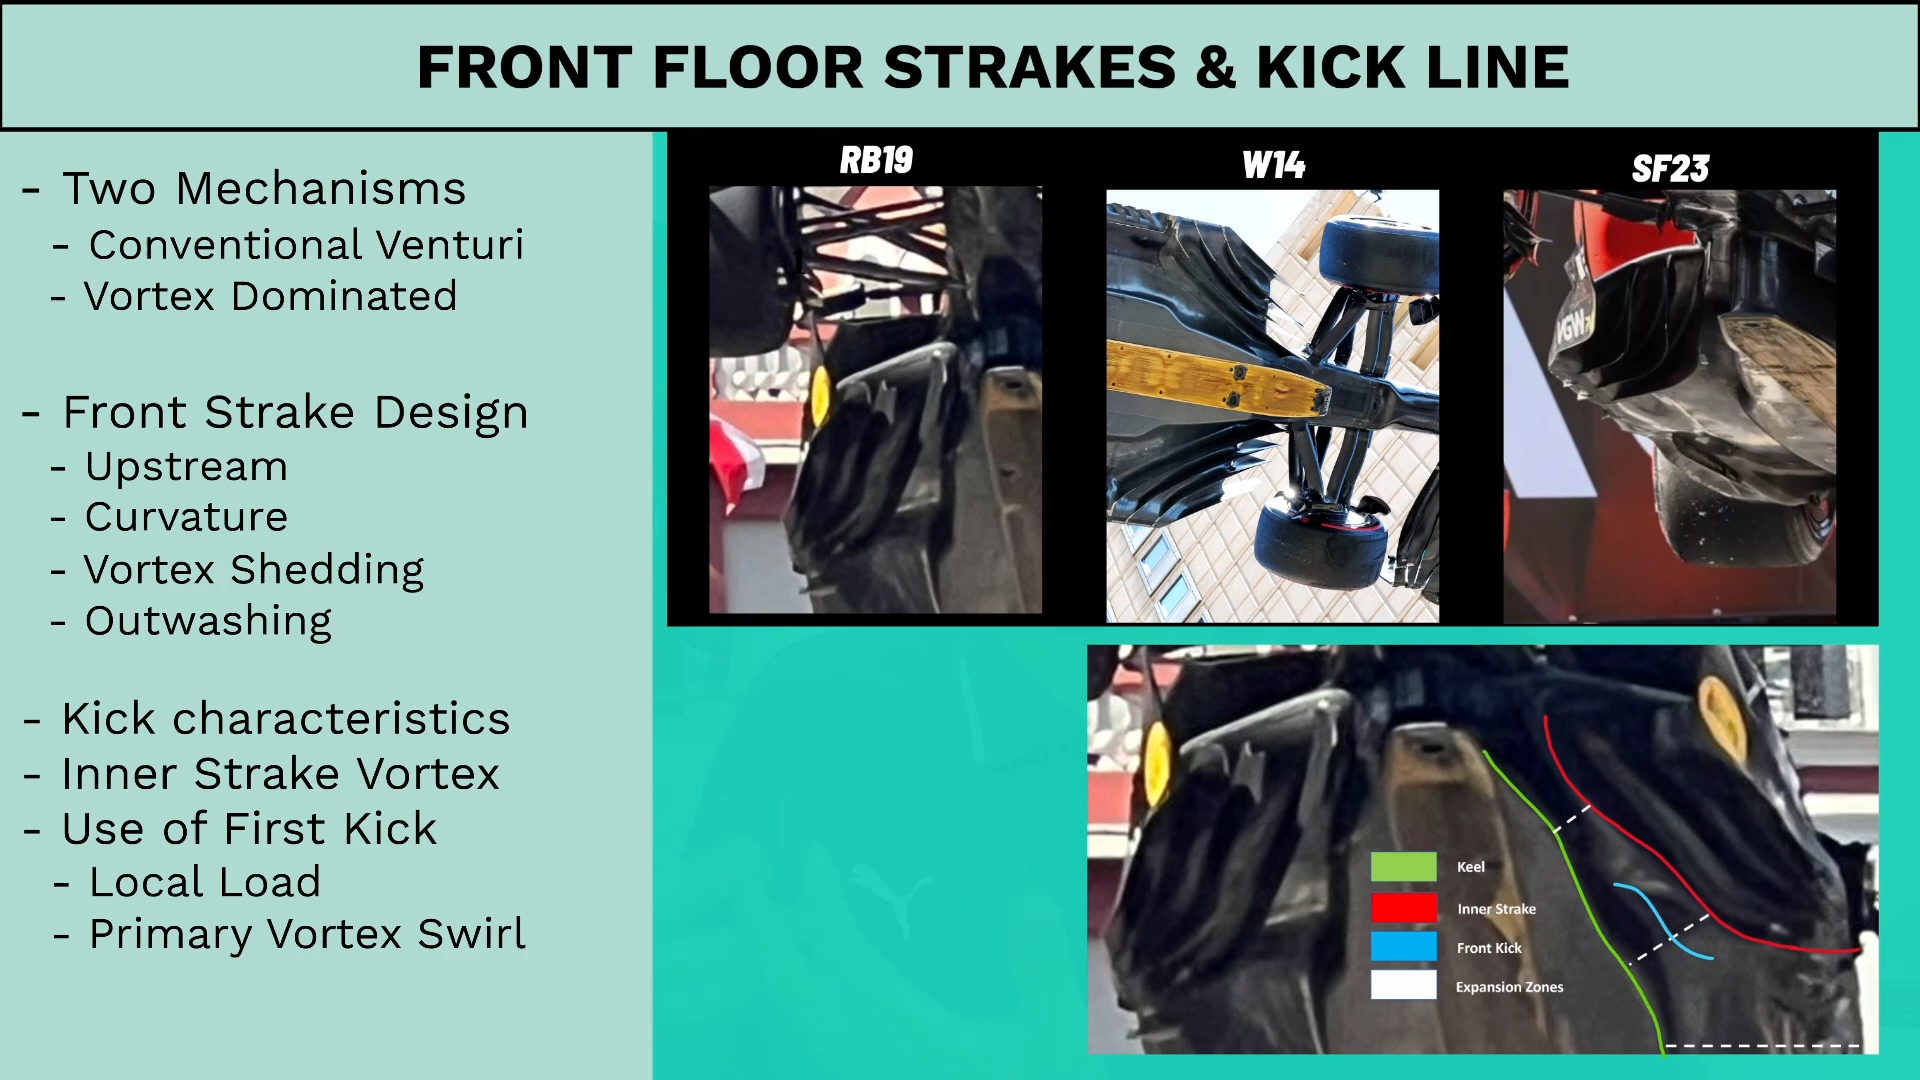 FRONT FLOOR STRAKES & KICK LINE
- Two Mechanisms
- Conventional Venturi
- Vortex Dominated
- Front Strake Design
- Upstream
- Curvature
- Vortex Shedding
- Outwashing
- Kick characteristics
- Inner Strake Vortex
- Use of First Kick
- Local Load
- Primary Vortex Swirl
RB19
W14
SF23
1
VGW
Keel
Inner Strake
Front Kick
Expansion Zones